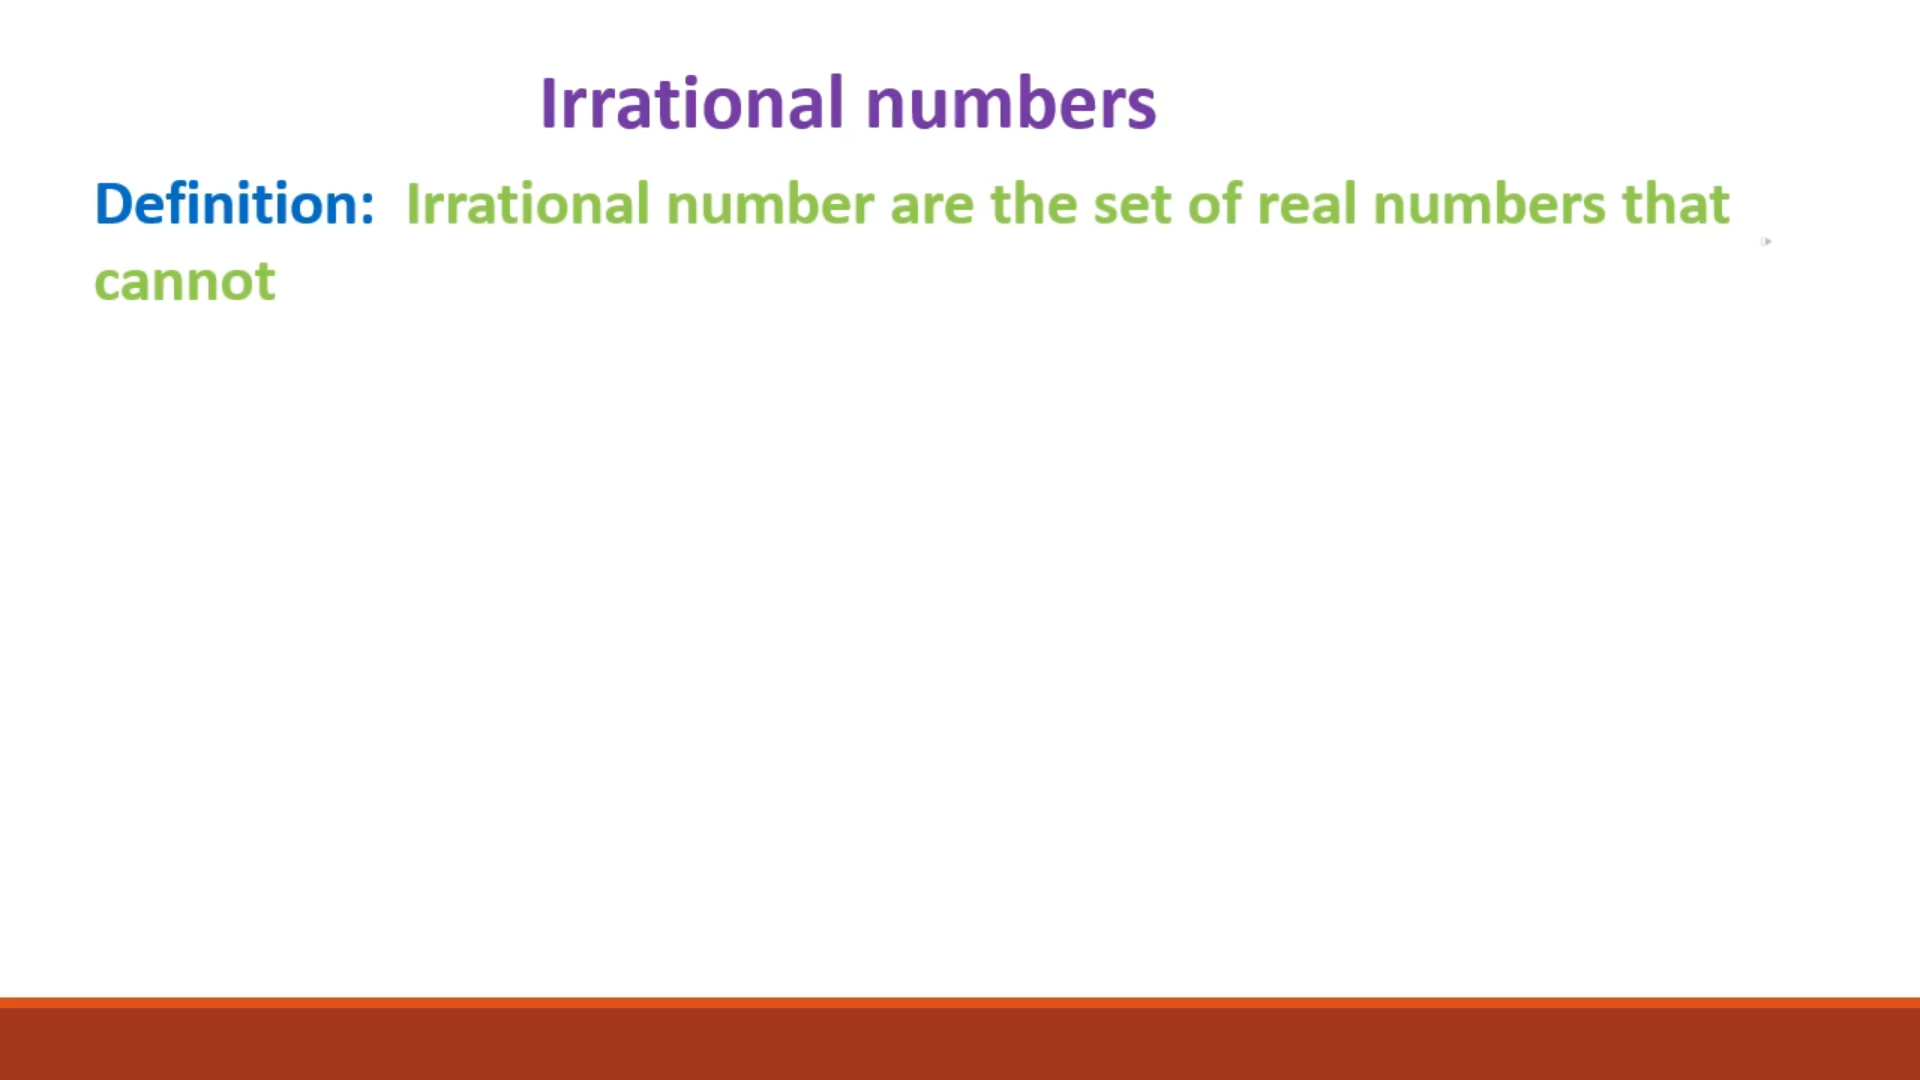 Irrational numbers
Definition: Irrational number are the set of real numbers that
cannot